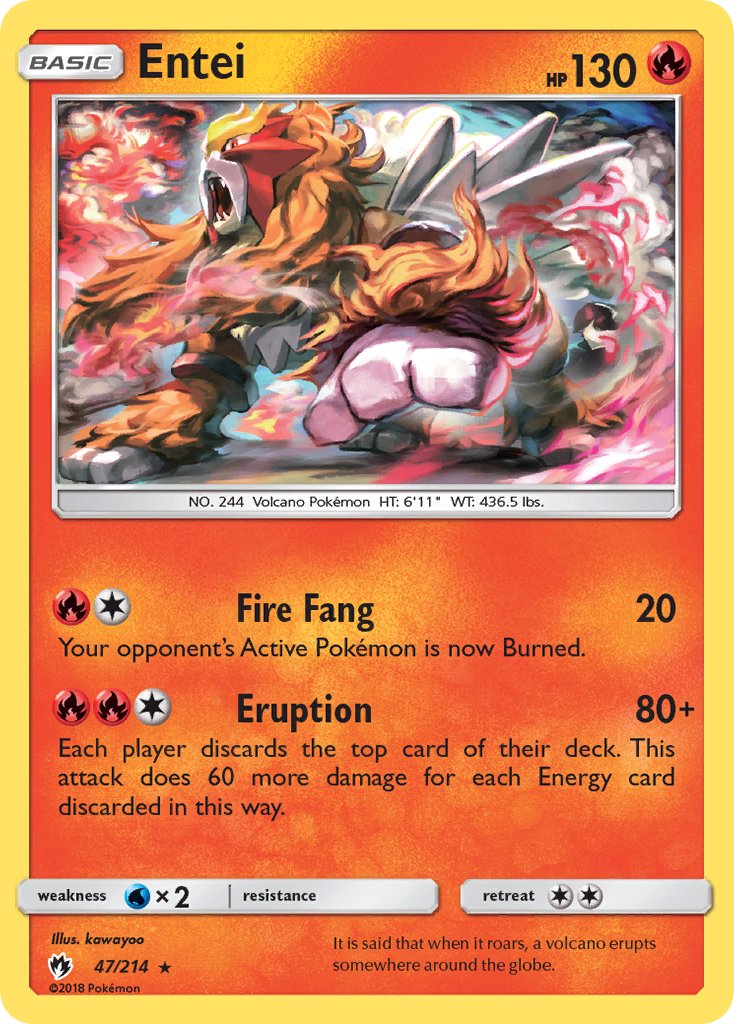 BASIC Entei HP 130
NO. 244 Volcano Pokémon HT: 6'11" WT: 436.5 lbs.
Fire Fang 20
Your opponent's Active Pokémon is now Burned.
Eruption 80+
Each player discards the top card of their deck. This
attack does 60 more damage for each Energy card
discarded in this way.
weakness ×2 resistance retreat
Illus. kawayoo
47/214 ★
©2018 Pokémon
It is said that when it roars, a volcano erupts
somewhere around the globe.